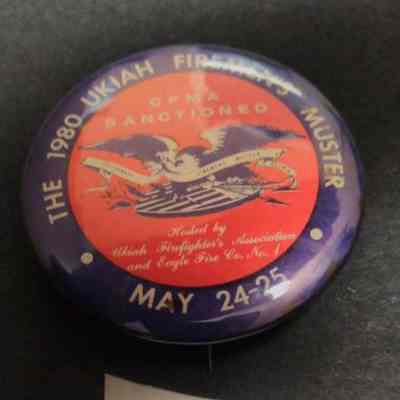 THE 1980 UKIAH FIREMEN'S MUSTER
CFMA
SANCTIONED
Hosted by
Ukiah Firefighter's Association
and Eagle Fire Co. No. 1
MAY 24-25